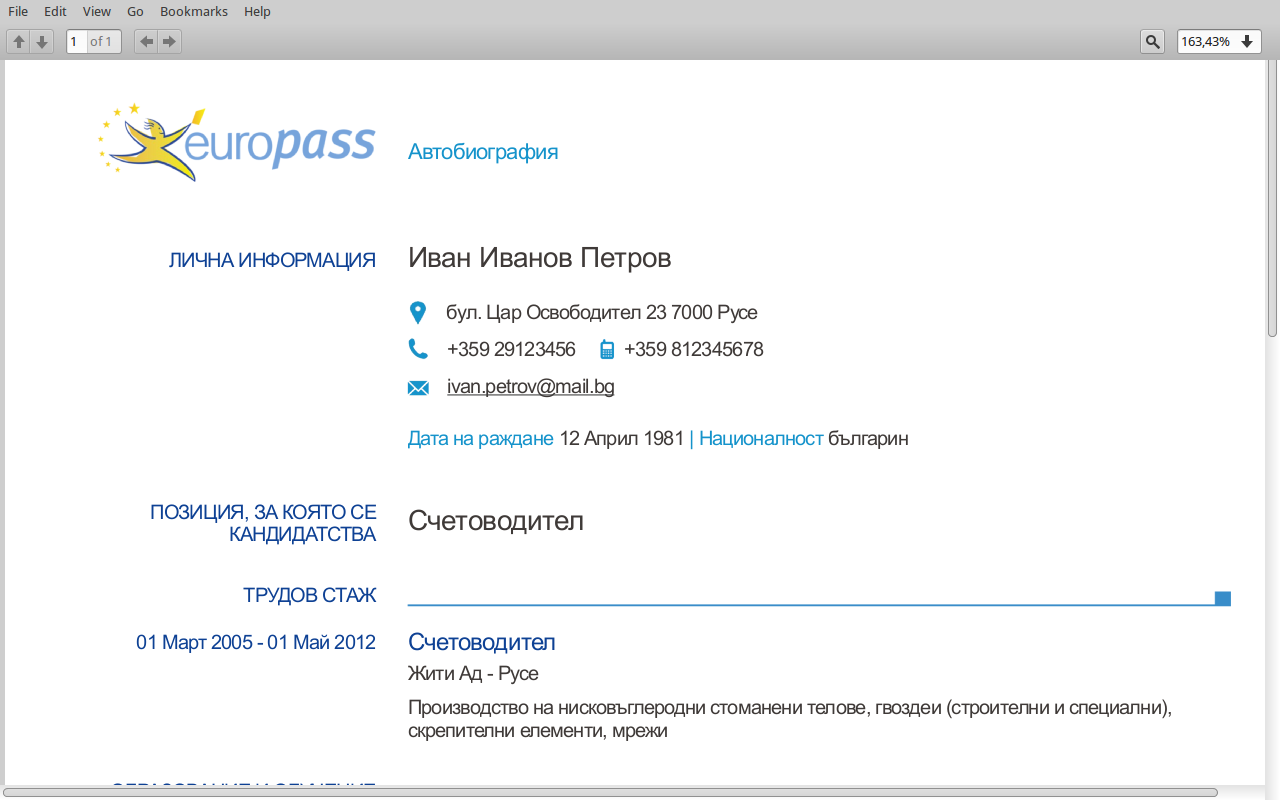 File Edit View Go Bookmarks Help
1 of 1 163,43%
europass
Автобиография
ЛИЧНА ИНФОРМАЦИЯ
Иван Иванов Петров
бул. Цар Освободител 23 7000 Русе
+359 29123456 +359 812345678
ivan.petrov@mail.bg
Дата на раждане 12 Април 1981 | Националност българин
ПОЗИЦИЯ, ЗА КОЯТО СЕ
КАНДИДАТСТВА
Счетоводител
ТРУДОВ СТАЖ
01 Март 2005 - 01 Май 2012
Счетоводител
Жити Ад - Русе
Производство на нисковъглеродни стоманени телове, гвоздеи (строителни и специални),
скрепителни елементи, мрежи